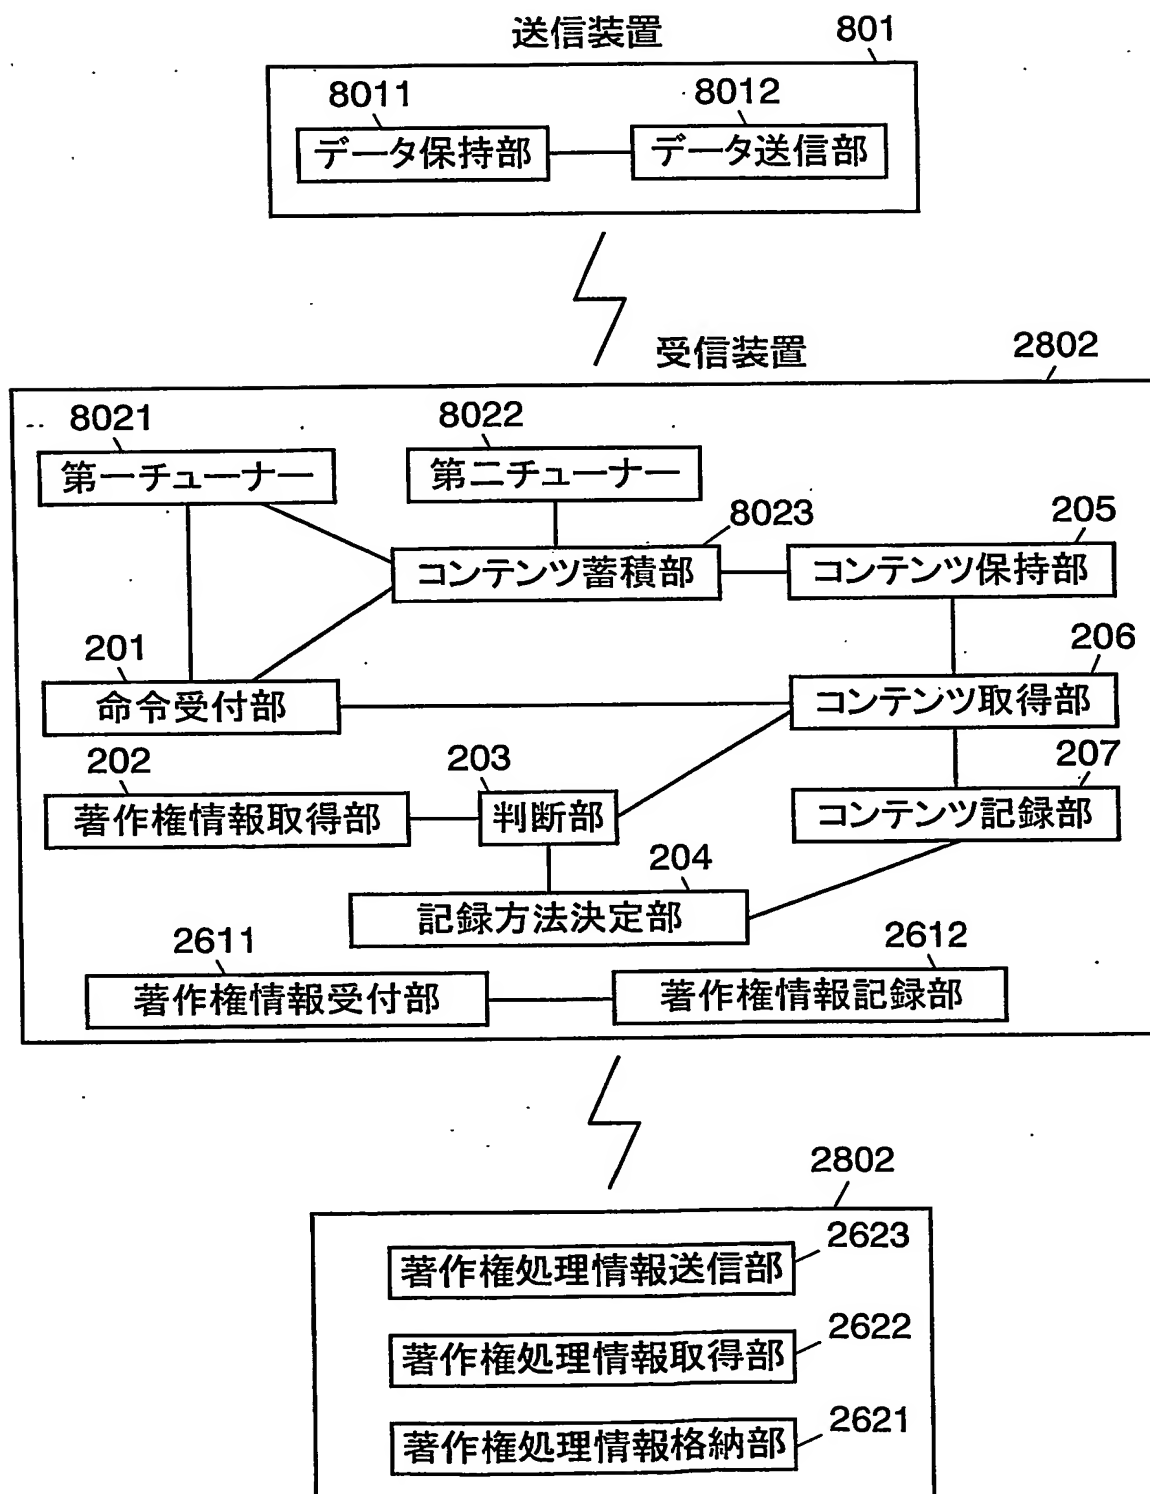 送信装置
801
8011
8012
データ保持部
データ送信部
受信装置
2802
8021
8022
第一チューナー
第二チューナー
8023
205
コンテンツ蓄積部
コンテンツ保持部
201
206
命令受付部
コンテンツ取得部
202
203
207
著作権情報取得部
判断部
コンテンツ記録部
204
記録方法決定部
2611
2612
著作権情報受付部
著作権情報記録部
2802
2623
著作権処理情報送信部
2622
著作権処理情報取得部
2621
著作権処理情報格納部